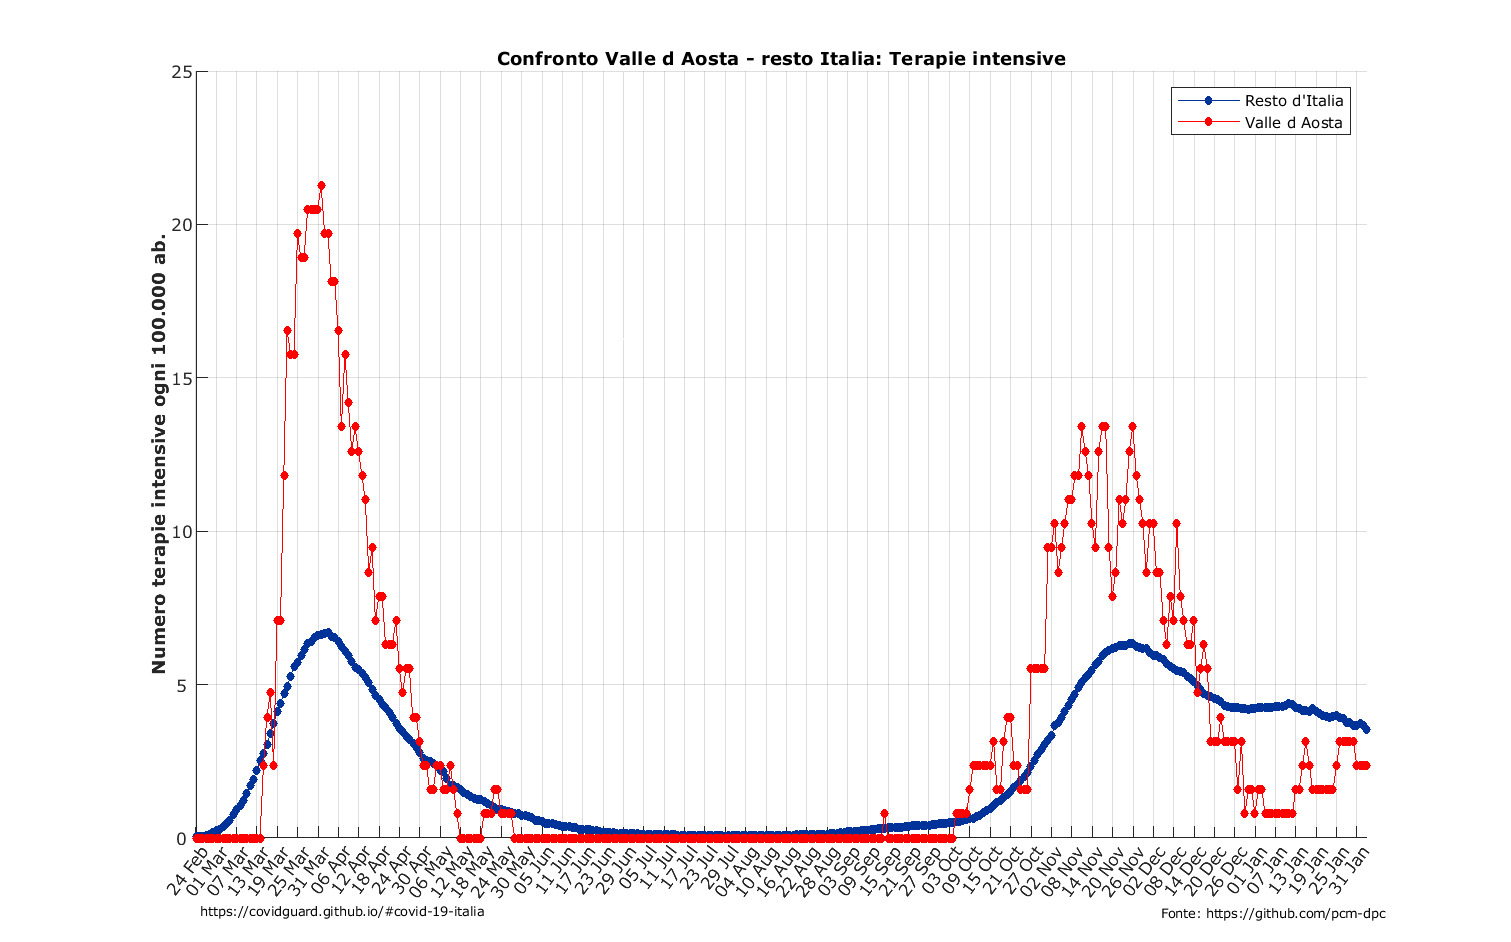 Confronto Valle d Aosta - resto Italia: Terapie intensive
Resto d'Italia
Valle d Aosta
Numero terapie intensive ogni 100.000 ab.
25
20
15
10
5
0
24 Feb
01 Mar
07 Mar
13 Mar
19 Mar
25 Mar
31 Mar
06 Apr
12 Apr
18 Apr
24 Apr
30 Apr
06 May
12 May
18 May
24 May
30 May
05 Jun
11 Jun
17 Jun
23 Jun
29 Jun
05 Jul
11 Jul
17 Jul
23 Jul
29 Jul
04 Aug
10 Aug
16 Aug
22 Aug
28 Aug
03 Sep
09 Sep
15 Sep
21 Sep
27 Sep
03 Oct
09 Oct
15 Oct
21 Oct
27 Oct
02 Nov
08 Nov
14 Nov
20 Nov
26 Nov
02 Dec
08 Dec
14 Dec
20 Dec
26 Dec
01 Jan
07 Jan
13 Jan
19 Jan
25 Jan
31 Jan
https://covidguard.github.io/#covid-19-italia
Fonte: https://github.com/pcm-dpc